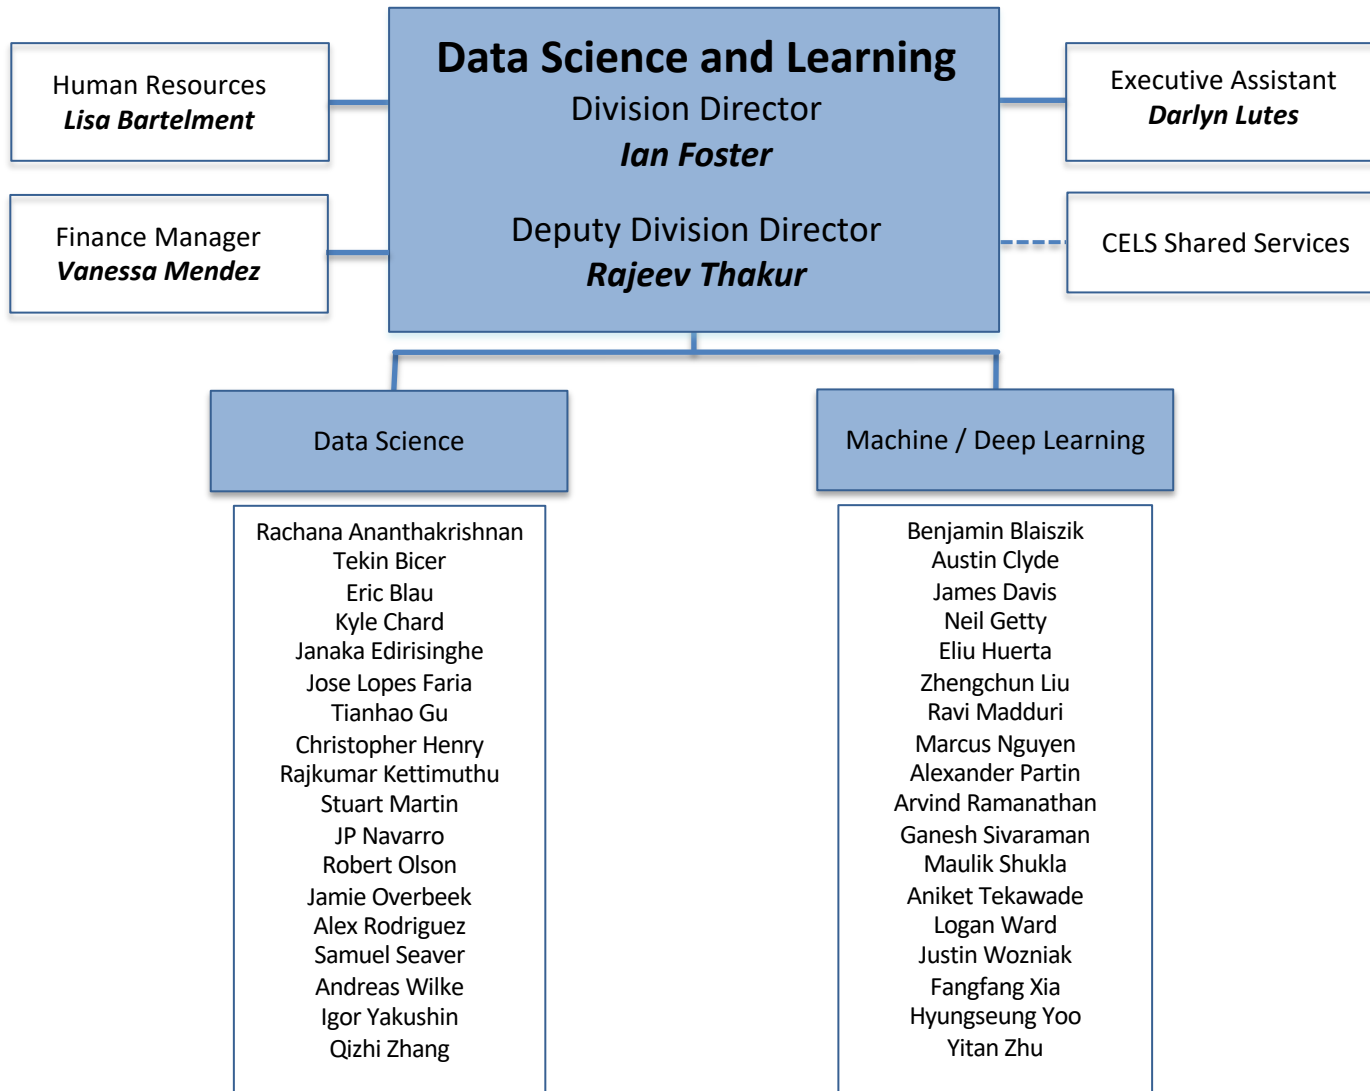 Data Science and Learning
Division Director
Ian Foster
Deputy Division Director
Rajeev Thakur
Human Resources
Lisa Bartelment
Finance Manager
Vanessa Mendez
Executive Assistant
Darlyn Lutes
CELS Shared Services
Data Science
Rachana Ananthakrishnan
Tekin Bicer
Eric Blau
Kyle Chard
Janaka Edirisinghe
Jose Lopes Faria
Tianhao Gu
Christopher Henry
Rajkumar Kettimuthu
Stuart Martin
JP Navarro
Robert Olson
Jamie Overbeek
Alex Rodriguez
Samuel Seaver
Andreas Wilke
Igor Yakushin
Qizhi Zhang
Machine / Deep Learning
Benjamin Blaiszik
Austin Clyde
James Davis
Neil Getty
Eliu Huerta
Zhengchun Liu
Ravi Madduri
Marcus Nguyen
Alexander Partin
Arvind Ramanathan
Ganesh Sivaraman
Maulik Shukla
Aniket Tekawade
Logan Ward
Justin Wozniak
Fangfang Xia
Hyungseung Yoo
Yitan Zhu